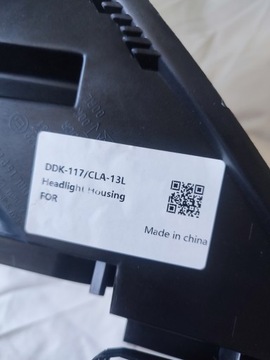 DDK-117/CLA-13L
Headlight Housing
FOR
Made in china